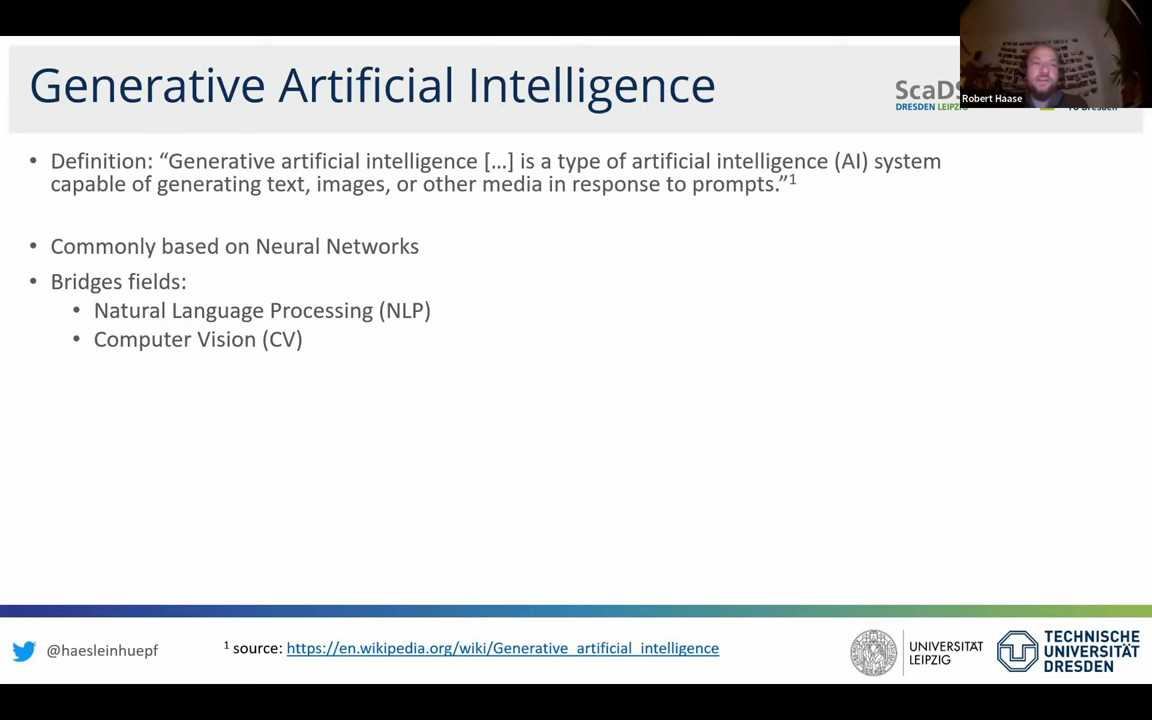 Generative Artificial Intelligence
ScaDS
DRESDEN LEIPZIG
Robert Haase
• Definition: “Generative artificial intelligence […] is a type of artificial intelligence (AI) system
capable of generating text, images, or other media in response to prompts.”1
• Commonly based on Neural Networks
• Bridges fields:
• Natural Language Processing (NLP)
• Computer Vision (CV)
@haesleinhuepf
1 source: https://en.wikipedia.org/wiki/Generative_artificial_intelligence
UNIVERSITÄT
LEIPZIG
TECHNISCHE
UNIVERSITÄT
DRESDEN